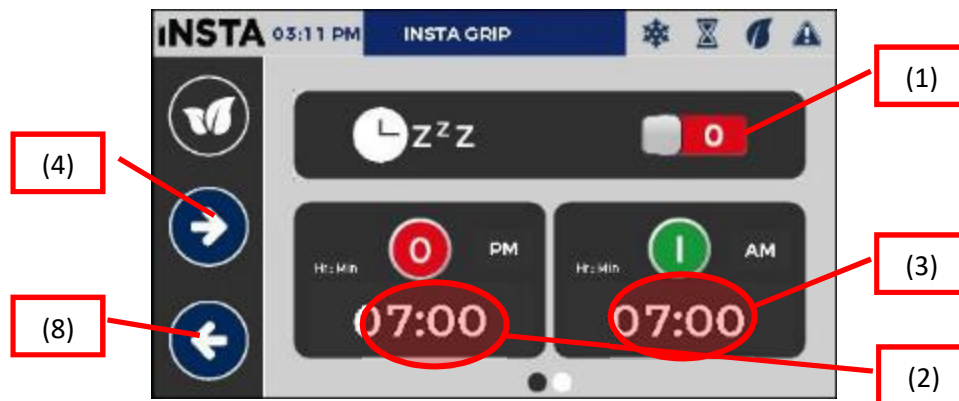 INSTA 03:11 PM INSTA GRIP
(1)
zzz 0
(4)
0 PM I AM
Hr:Min Hr:Min
(3)
07:00 07:00
(8)
(2)